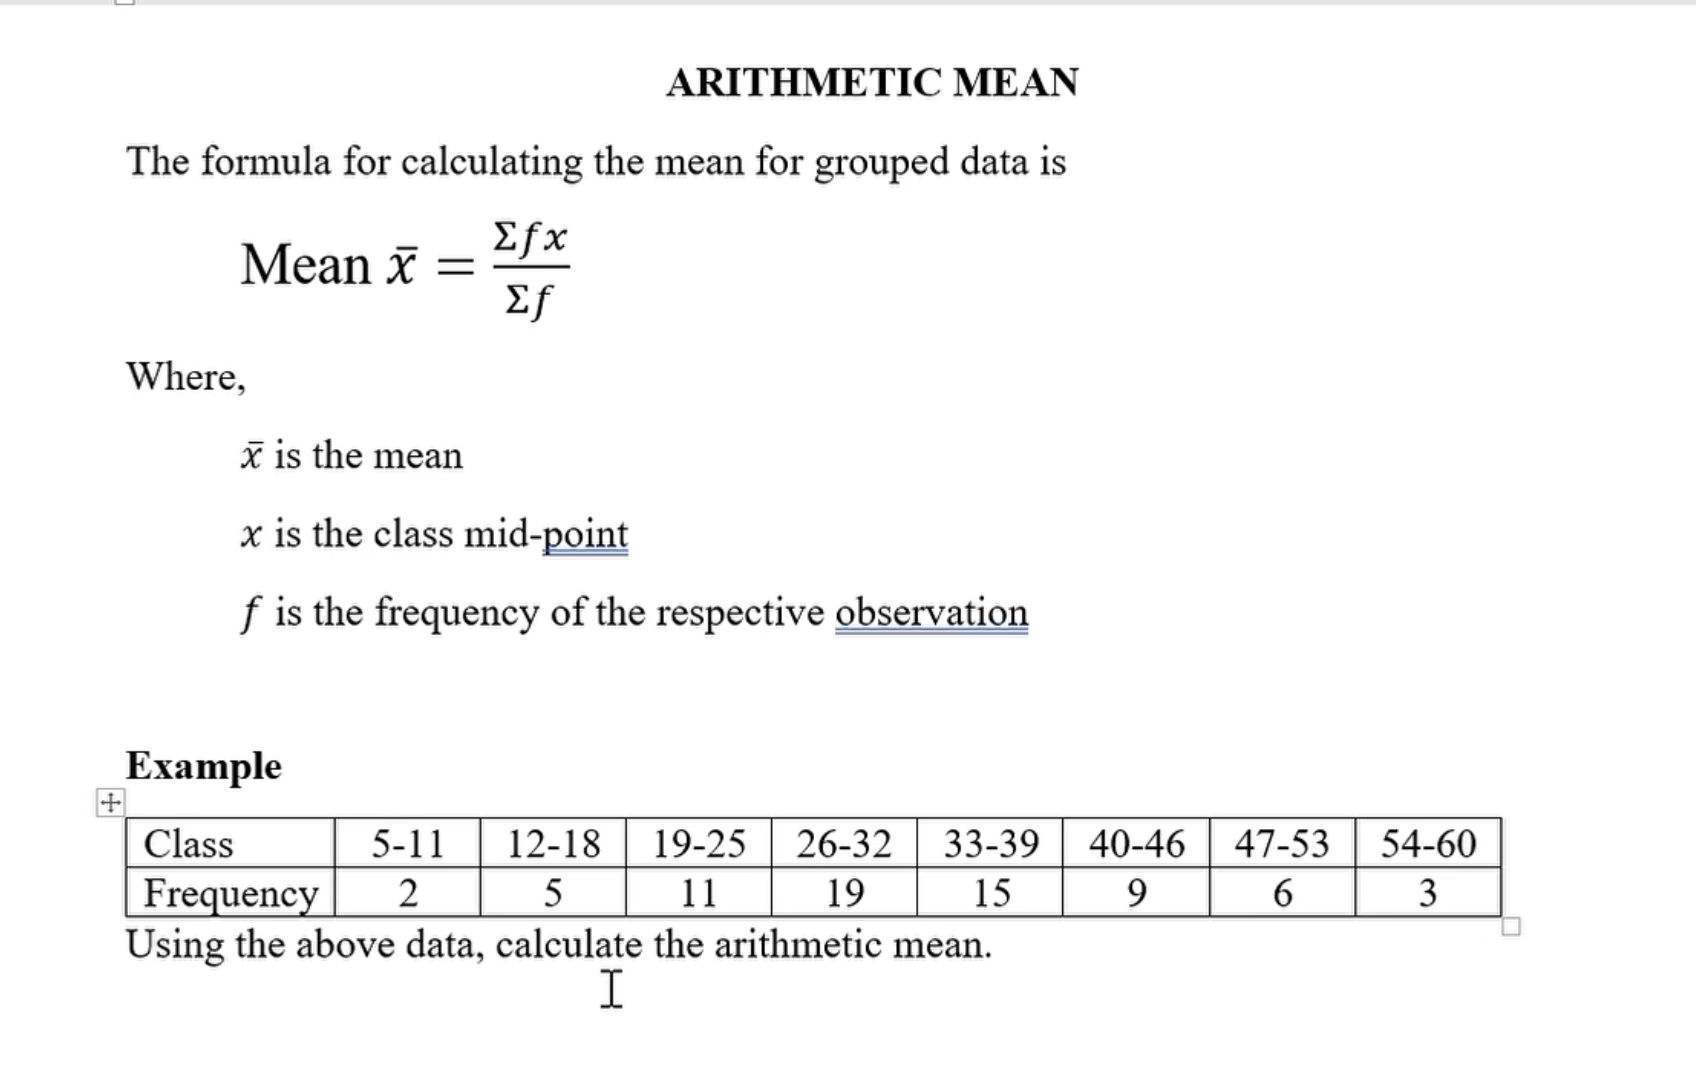 ARITHMETIC MEAN
The formula for calculating the mean for grouped data is
Mean x̄ = Σfx / Σf
Where,
x̄ is the mean
x is the class mid-point
f is the frequency of the respective observation
Example
Class 5-11 12-18 19-25 26-32 33-39 40-46 47-53 54-60
Frequency 2 5 11 19 15 9 6 3
Using the above data, calculate the arithmetic mean.